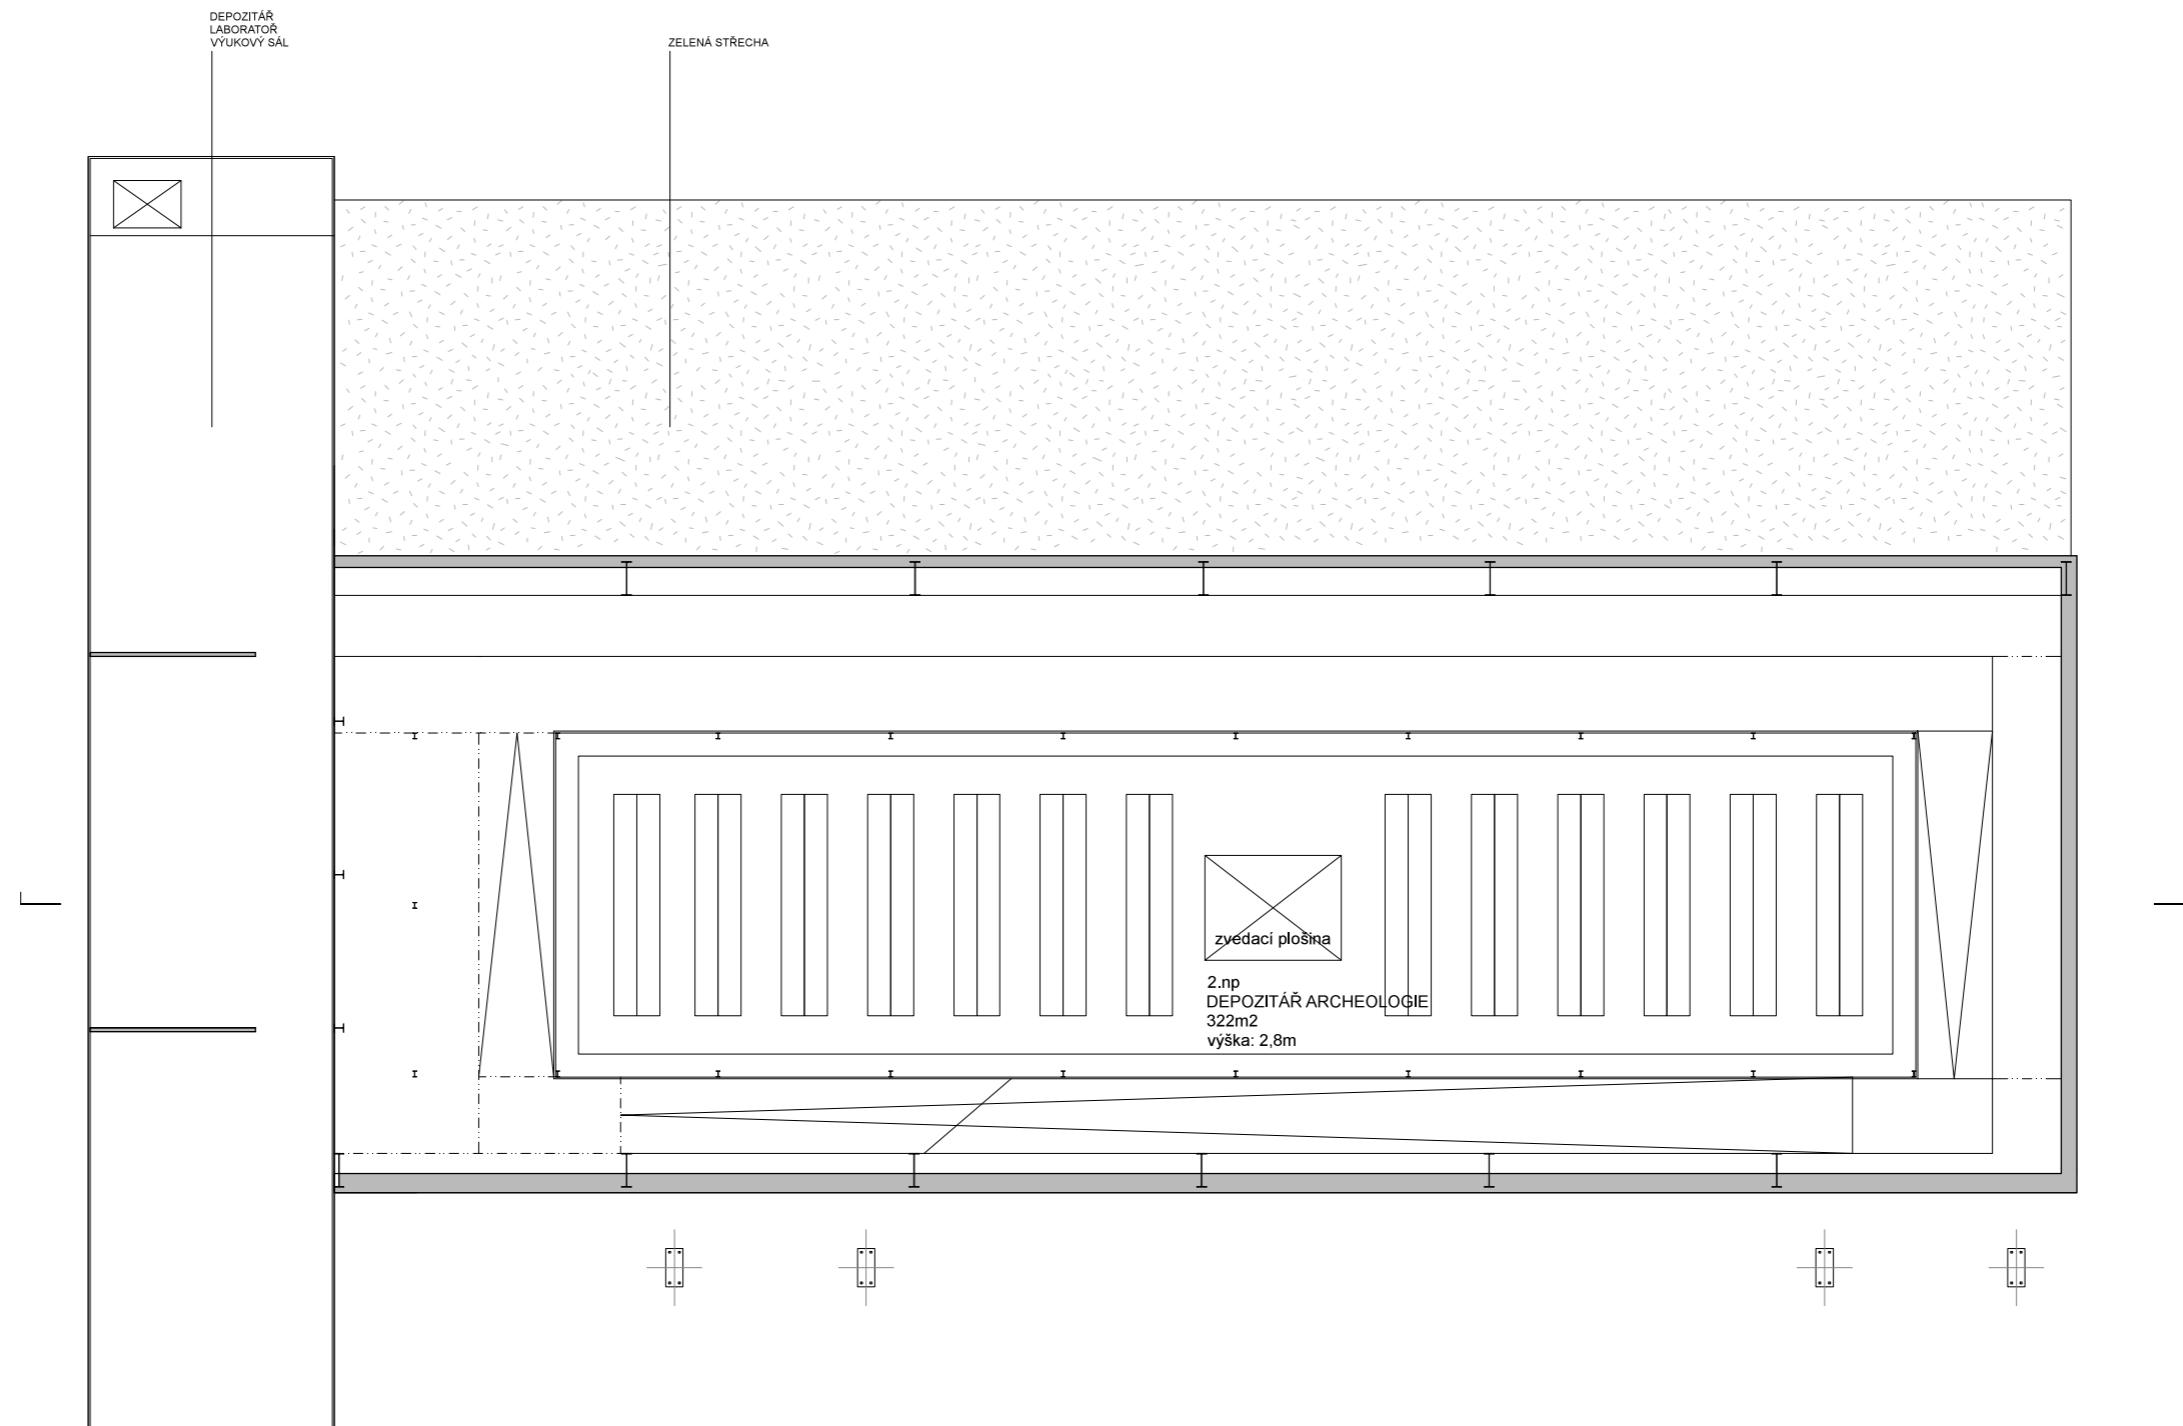 DEPOZITÁŘ
LABORATOŘ
VÝUKOVÝ SÁL
ZELENÁ STŘECHA
zvedací plošina
2.np
DEPOZITÁŘ ARCHEOLOGIE
322m2
výška: 2,8m